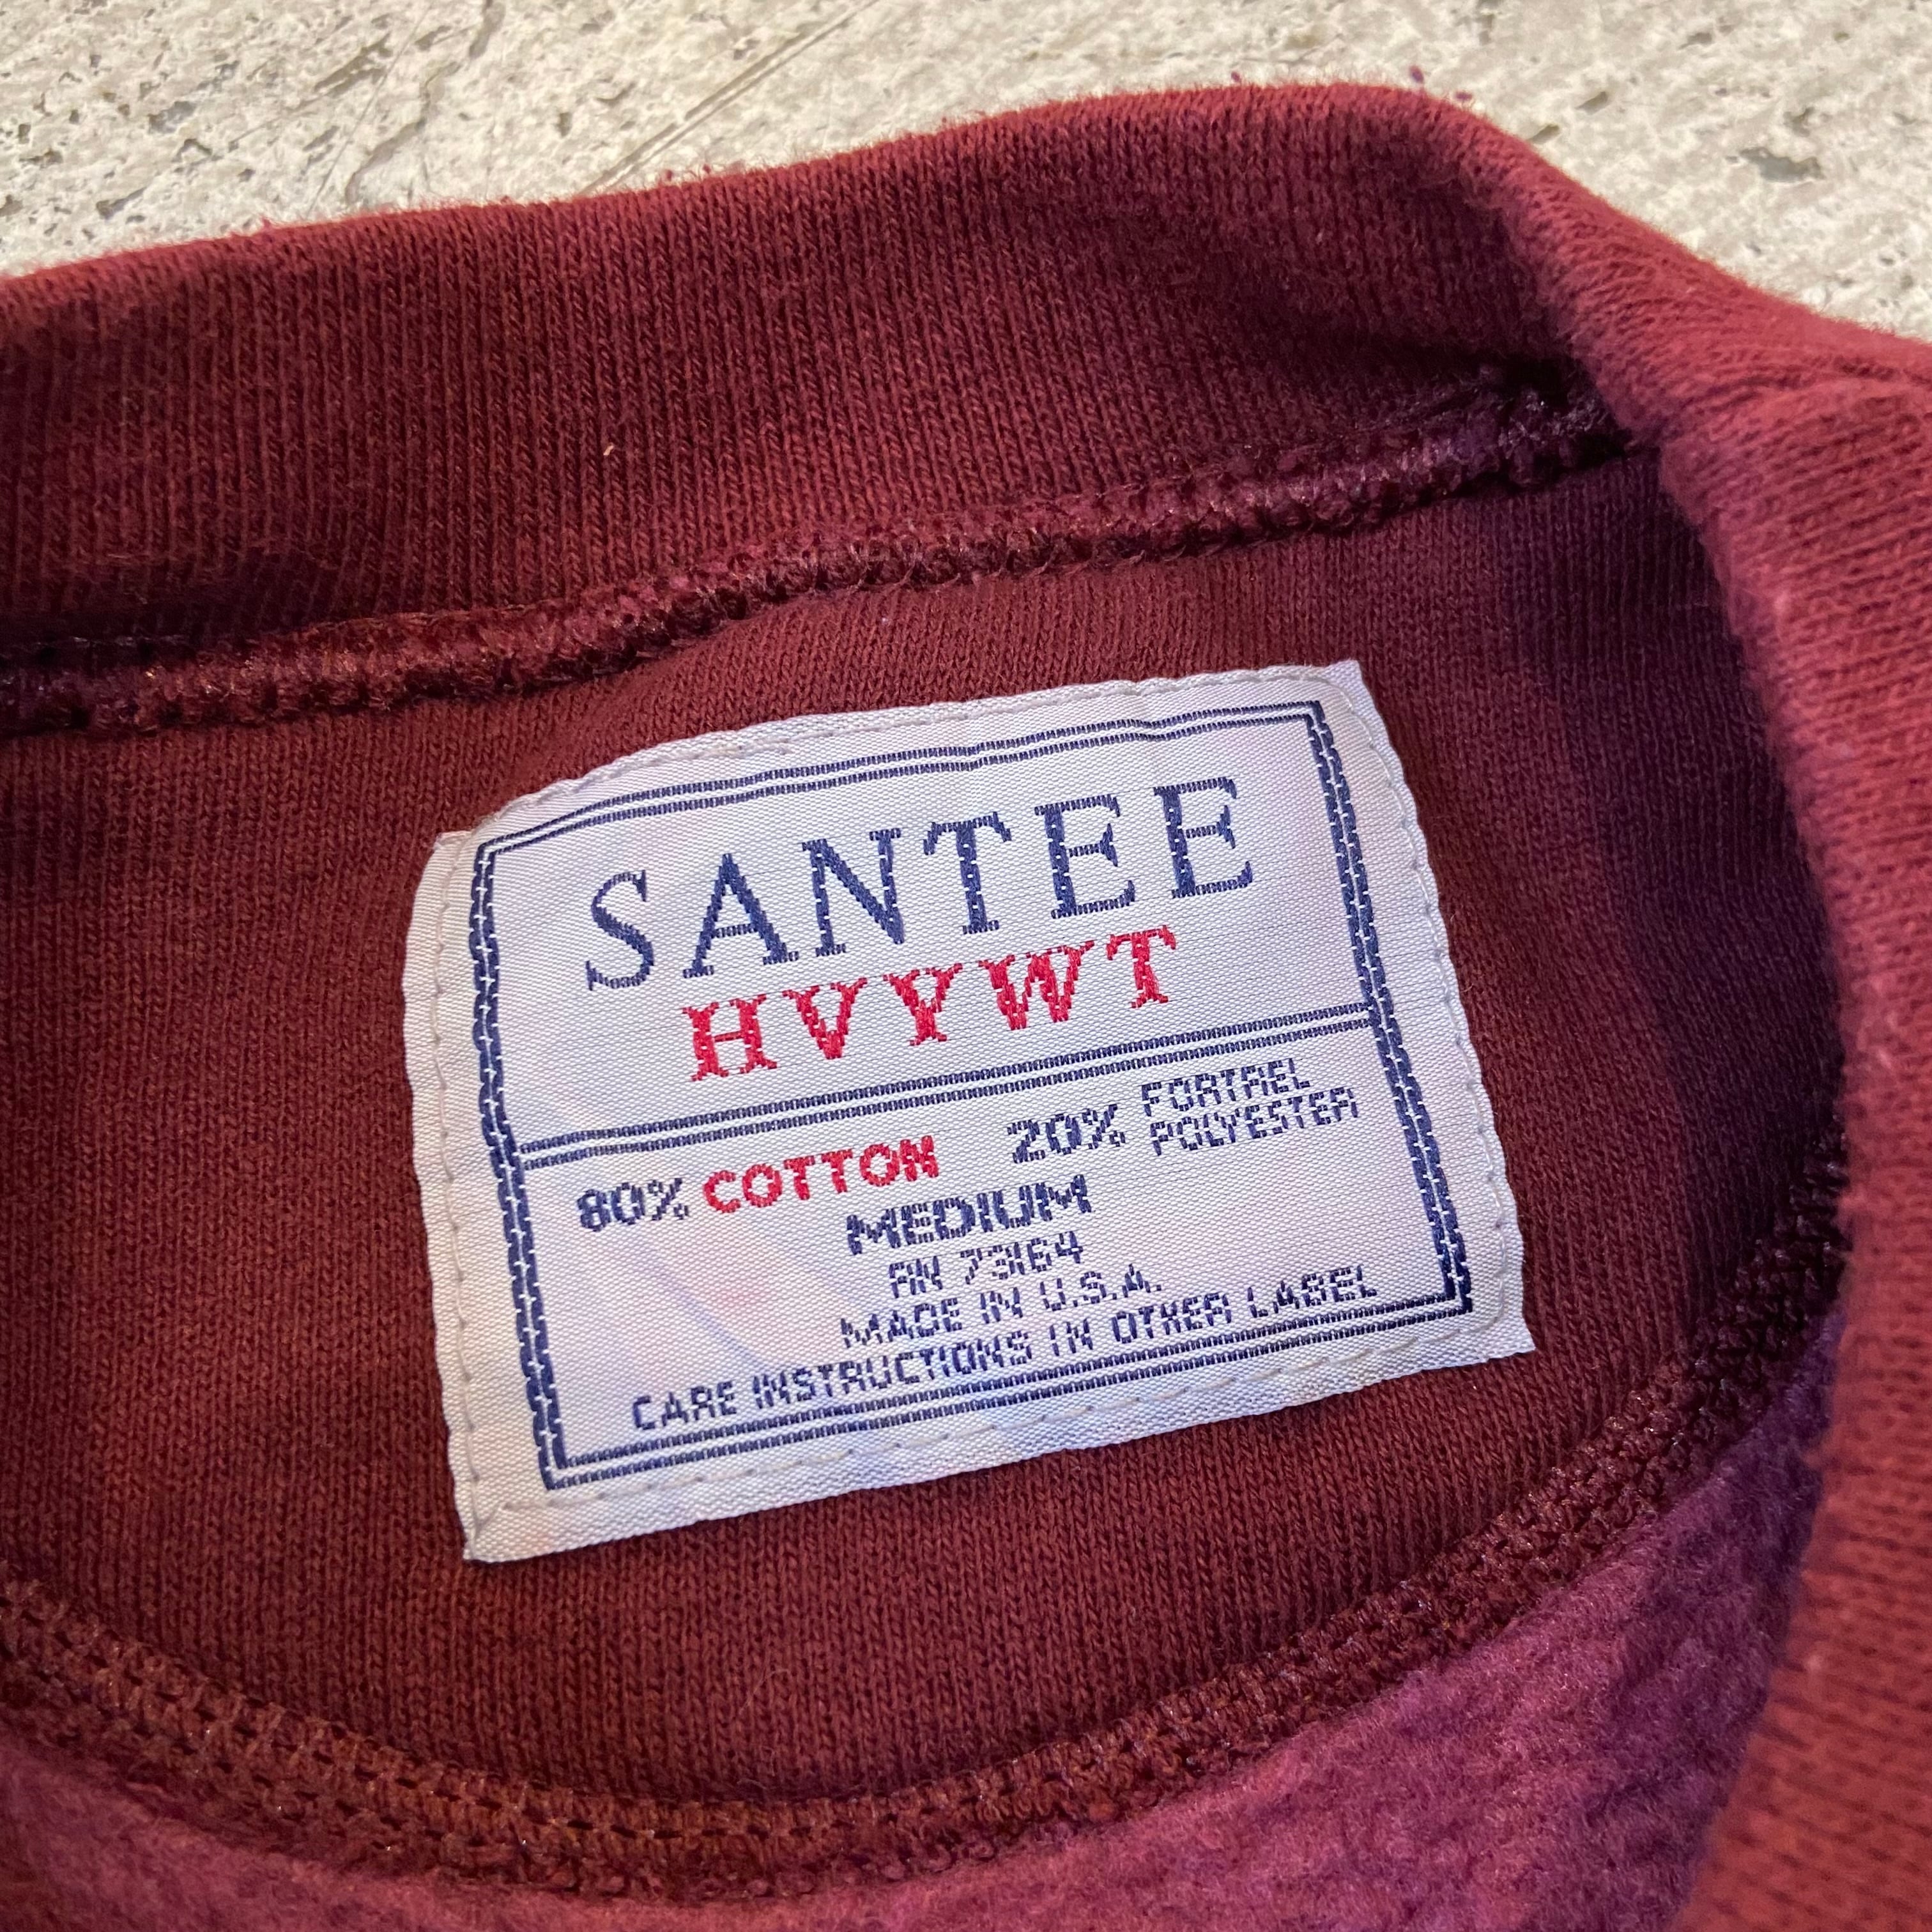 SANTEE
HVYWT
80% COTTON 20% FORTREL POLYESTER
MEDIUM
RN 73164
MADE IN U.S.A.
CARE INSTRUCTIONS IN OTHER LABEL